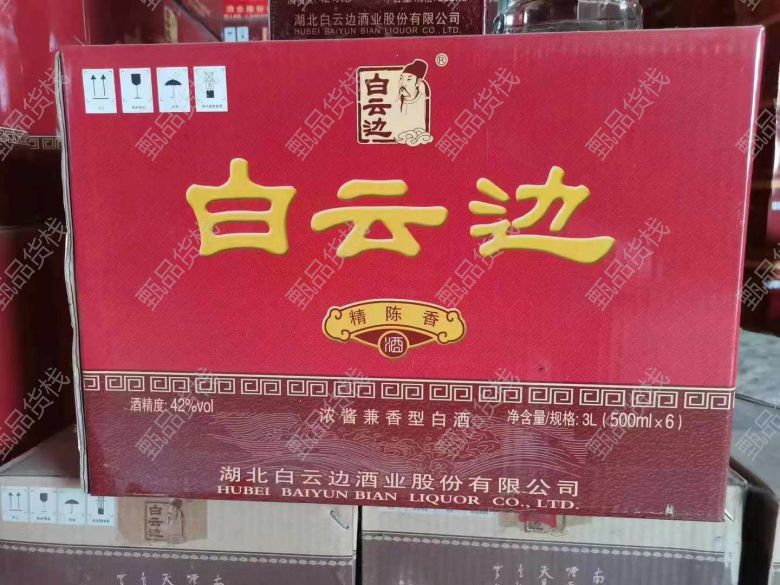 湖北白云边酒业股份有限公司
HUBEI BAIYUN BIAN LIQUOR CO., LTD.
白云边
®
白云边
精陈香
酒
酒精度: 42%vol
浓酱兼香型白酒
净含量/规格: 3L (500ml×6)
湖北白云边酒业股份有限公司
HUBEI BAIYUN BIAN LIQUOR CO., LTD.
白云边
白云边
甄品货栈